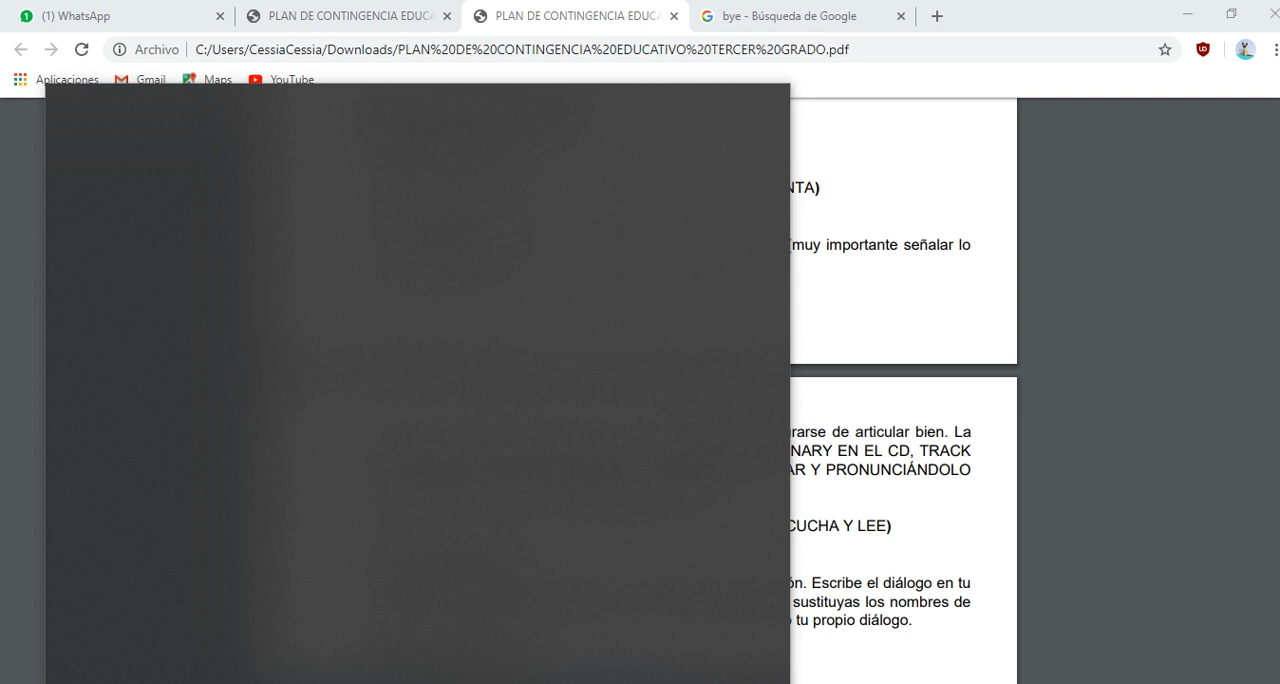 1 (1) WhatsApp
PLAN DE CONTINGENCIA EDUCA
PLAN DE CONTINGENCIA EDUCA
bye - Búsqueda de Google
Archivo
C:/Users/CessiaCessia/Downloads/PLAN%20DE%20CONTINGENCIA%20EDUCATIVO%20TERCER%20GRADO.pdf
Aplicaciones
Gmail
Maps
YouTube
NTA)
(muy importante señalar lo
rarse de articular bien. La
NARY EN EL CD, TRACK
AR Y PRONUNCIÁNDOLO
CUCHA Y LEE)
ón. Escribe el diálogo en tu
sustituyas los nombres de
o tu propio diálogo.